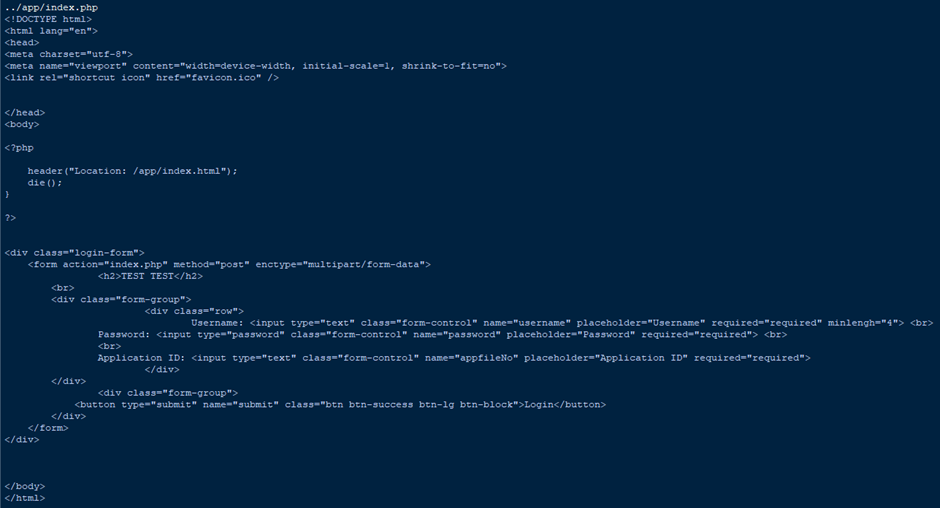 ../app/index.php
<!DOCTYPE html>
<html lang="en">
<head>
<meta charset="utf-8">
<meta name="viewport" content="width=device-width, initial-scale=1, shrink-to-fit=no">
<link rel="shortcut icon" href="favicon.ico" />
</head>
<body>
<?php
header("Location: /app/index.html");
die();
}
?>
<div class="login-form">
<form action="index.php" method="post" enctype="multipart/form-data">
<h2>TEST TEST</h2>
<br>
<div class="form-group">
<div class="row">
Username: <input type="text" class="form-control" name="username" placeholder="Username" required="required" minlengh="4"> <br>
Password: <input type="password" class="form-control" name="password" placeholder="Password" required="required"> <br>
<br>
Application ID: <input type="text" class="form-control" name="appfileNo" placeholder="Application ID" required="required">
</div>
</div>
<div class="form-group">
<button type="submit" name="submit" class="btn btn-success btn-lg btn-block">Login</button>
</div>
</form>
</div>
</body>
</html>